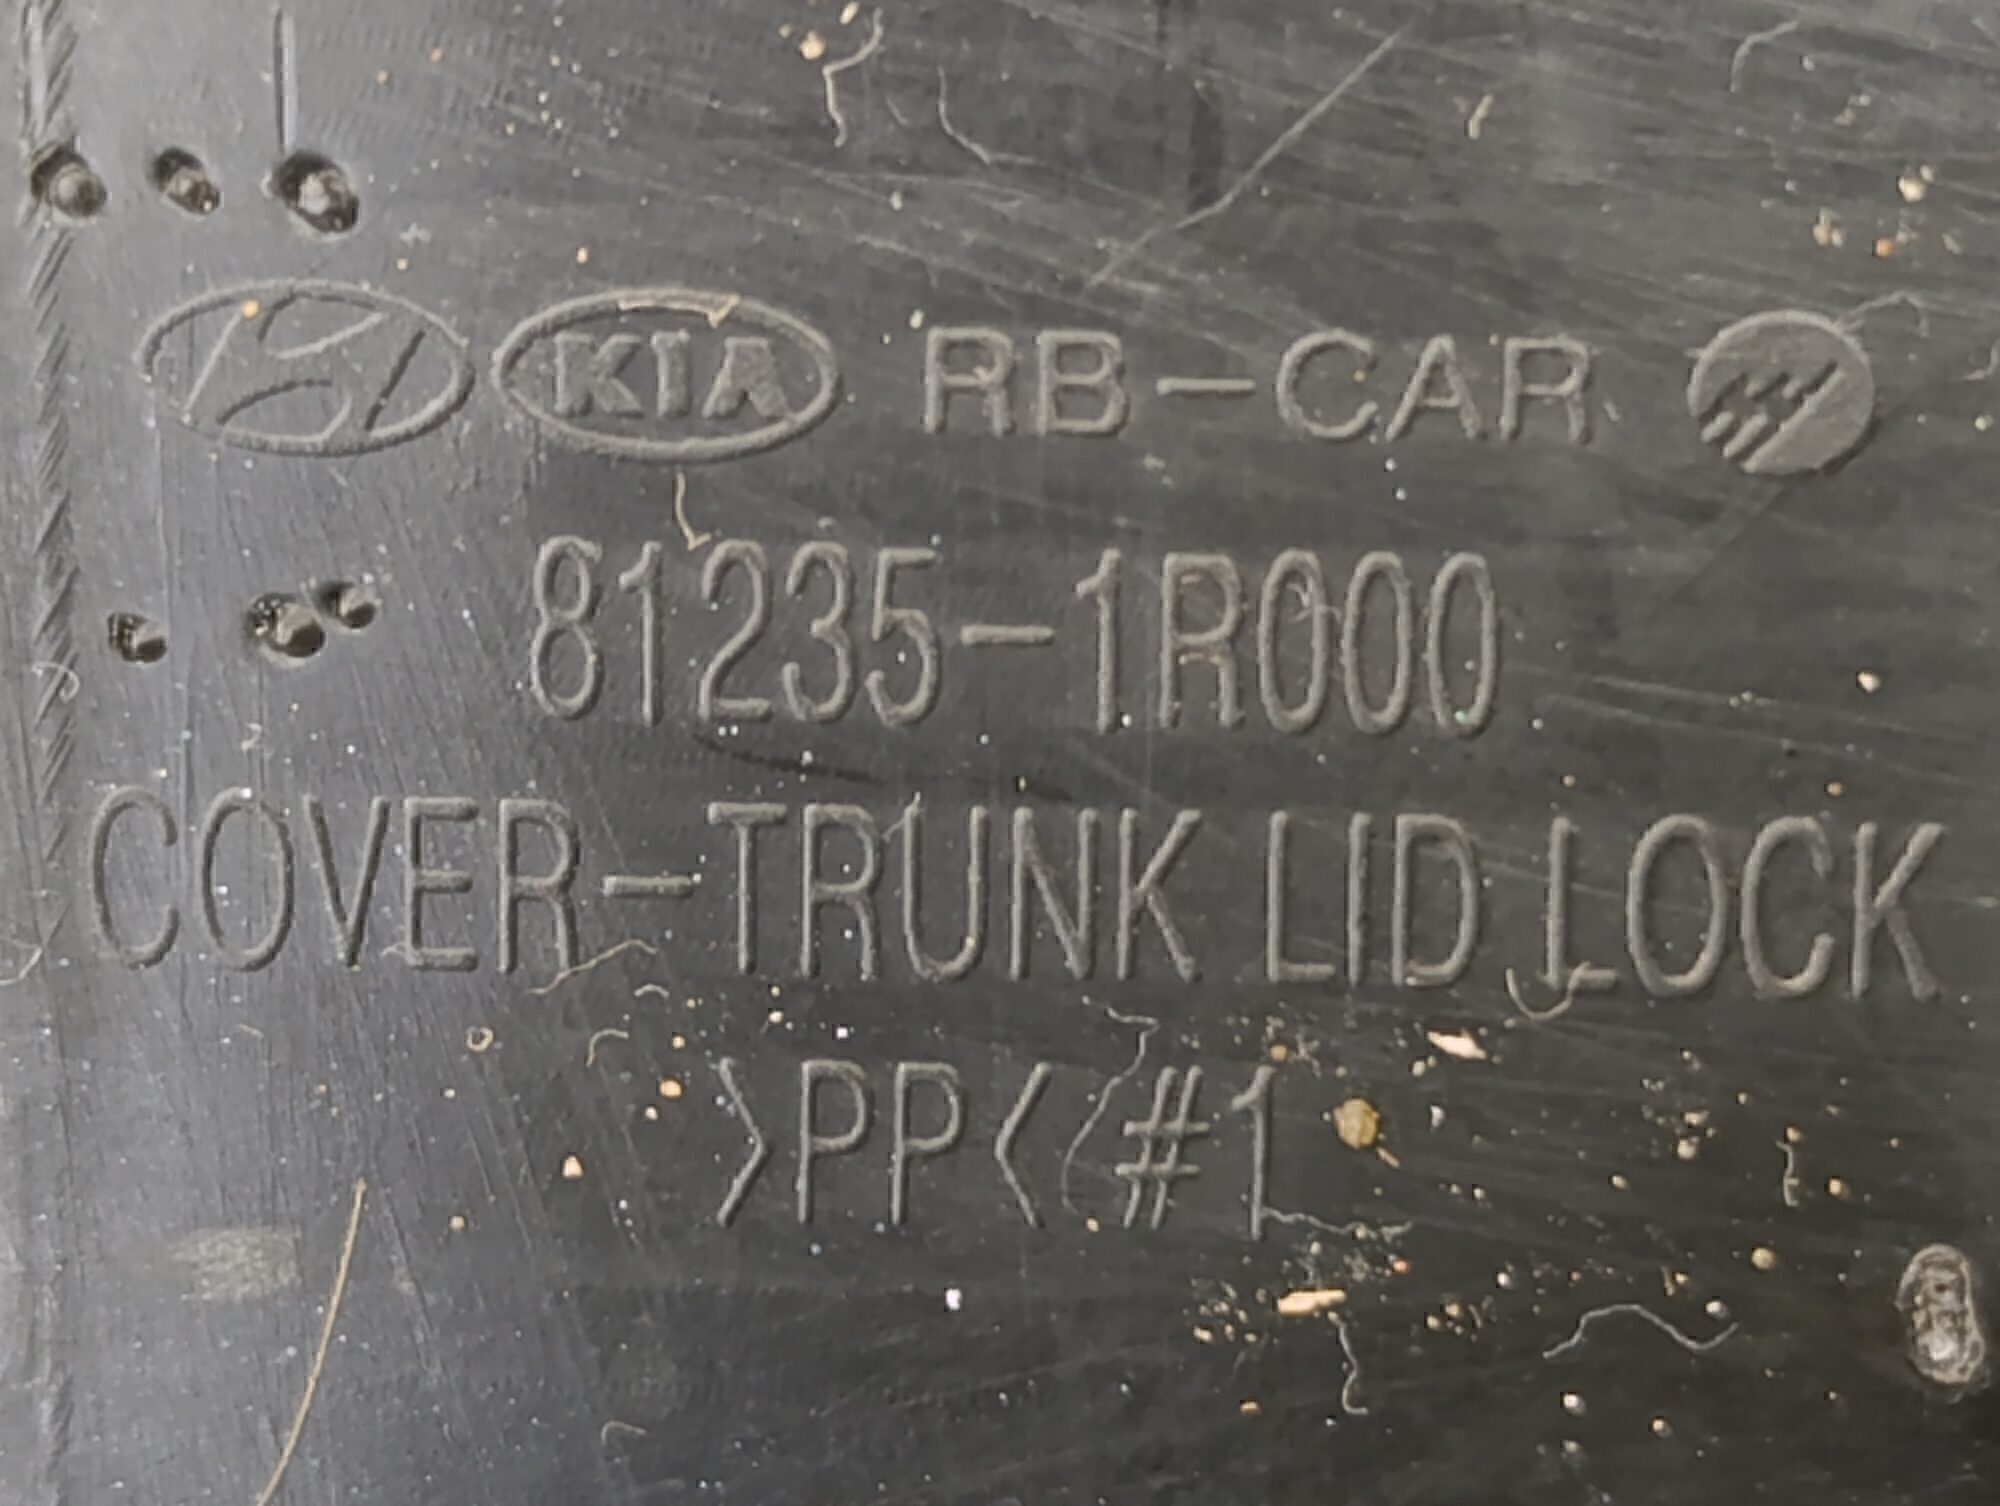 KIA RB-CAR
81235-1R000
COVER-TRUNK LID LOCK
>PP< #1